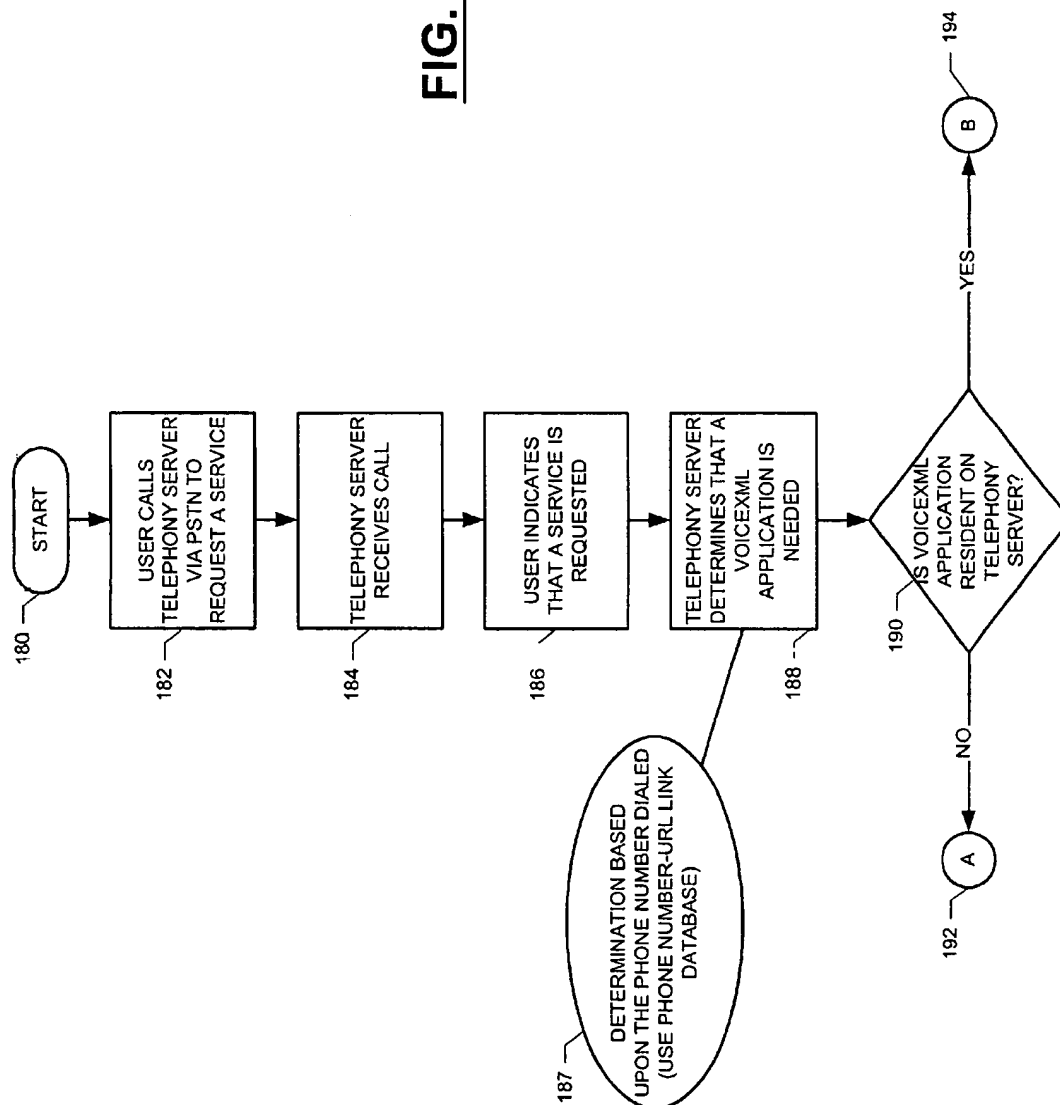 FIG.
START
180
USER CALLS
TELEPHONY SERVER
VIA PSTN TO
REQUEST A SERVICE
182
TELEPHONY SERVER
RECEIVES CALL
184
USER INDICATES
THAT A SERVICE IS
REQUESTED
186
TELEPHONY SERVER
DETERMINES THAT A
VOICEXML
APPLICATION IS
NEEDED
188
DETERMINATION BASED
UPON THE PHONE NUMBER DIALED
(USE PHONE NUMBER-URL LINK
DATABASE)
187
IS VOICEXML
APPLICATION
RESIDENT ON
TELEPHONY
SERVER?
190
NO
A
192
YES
B
194